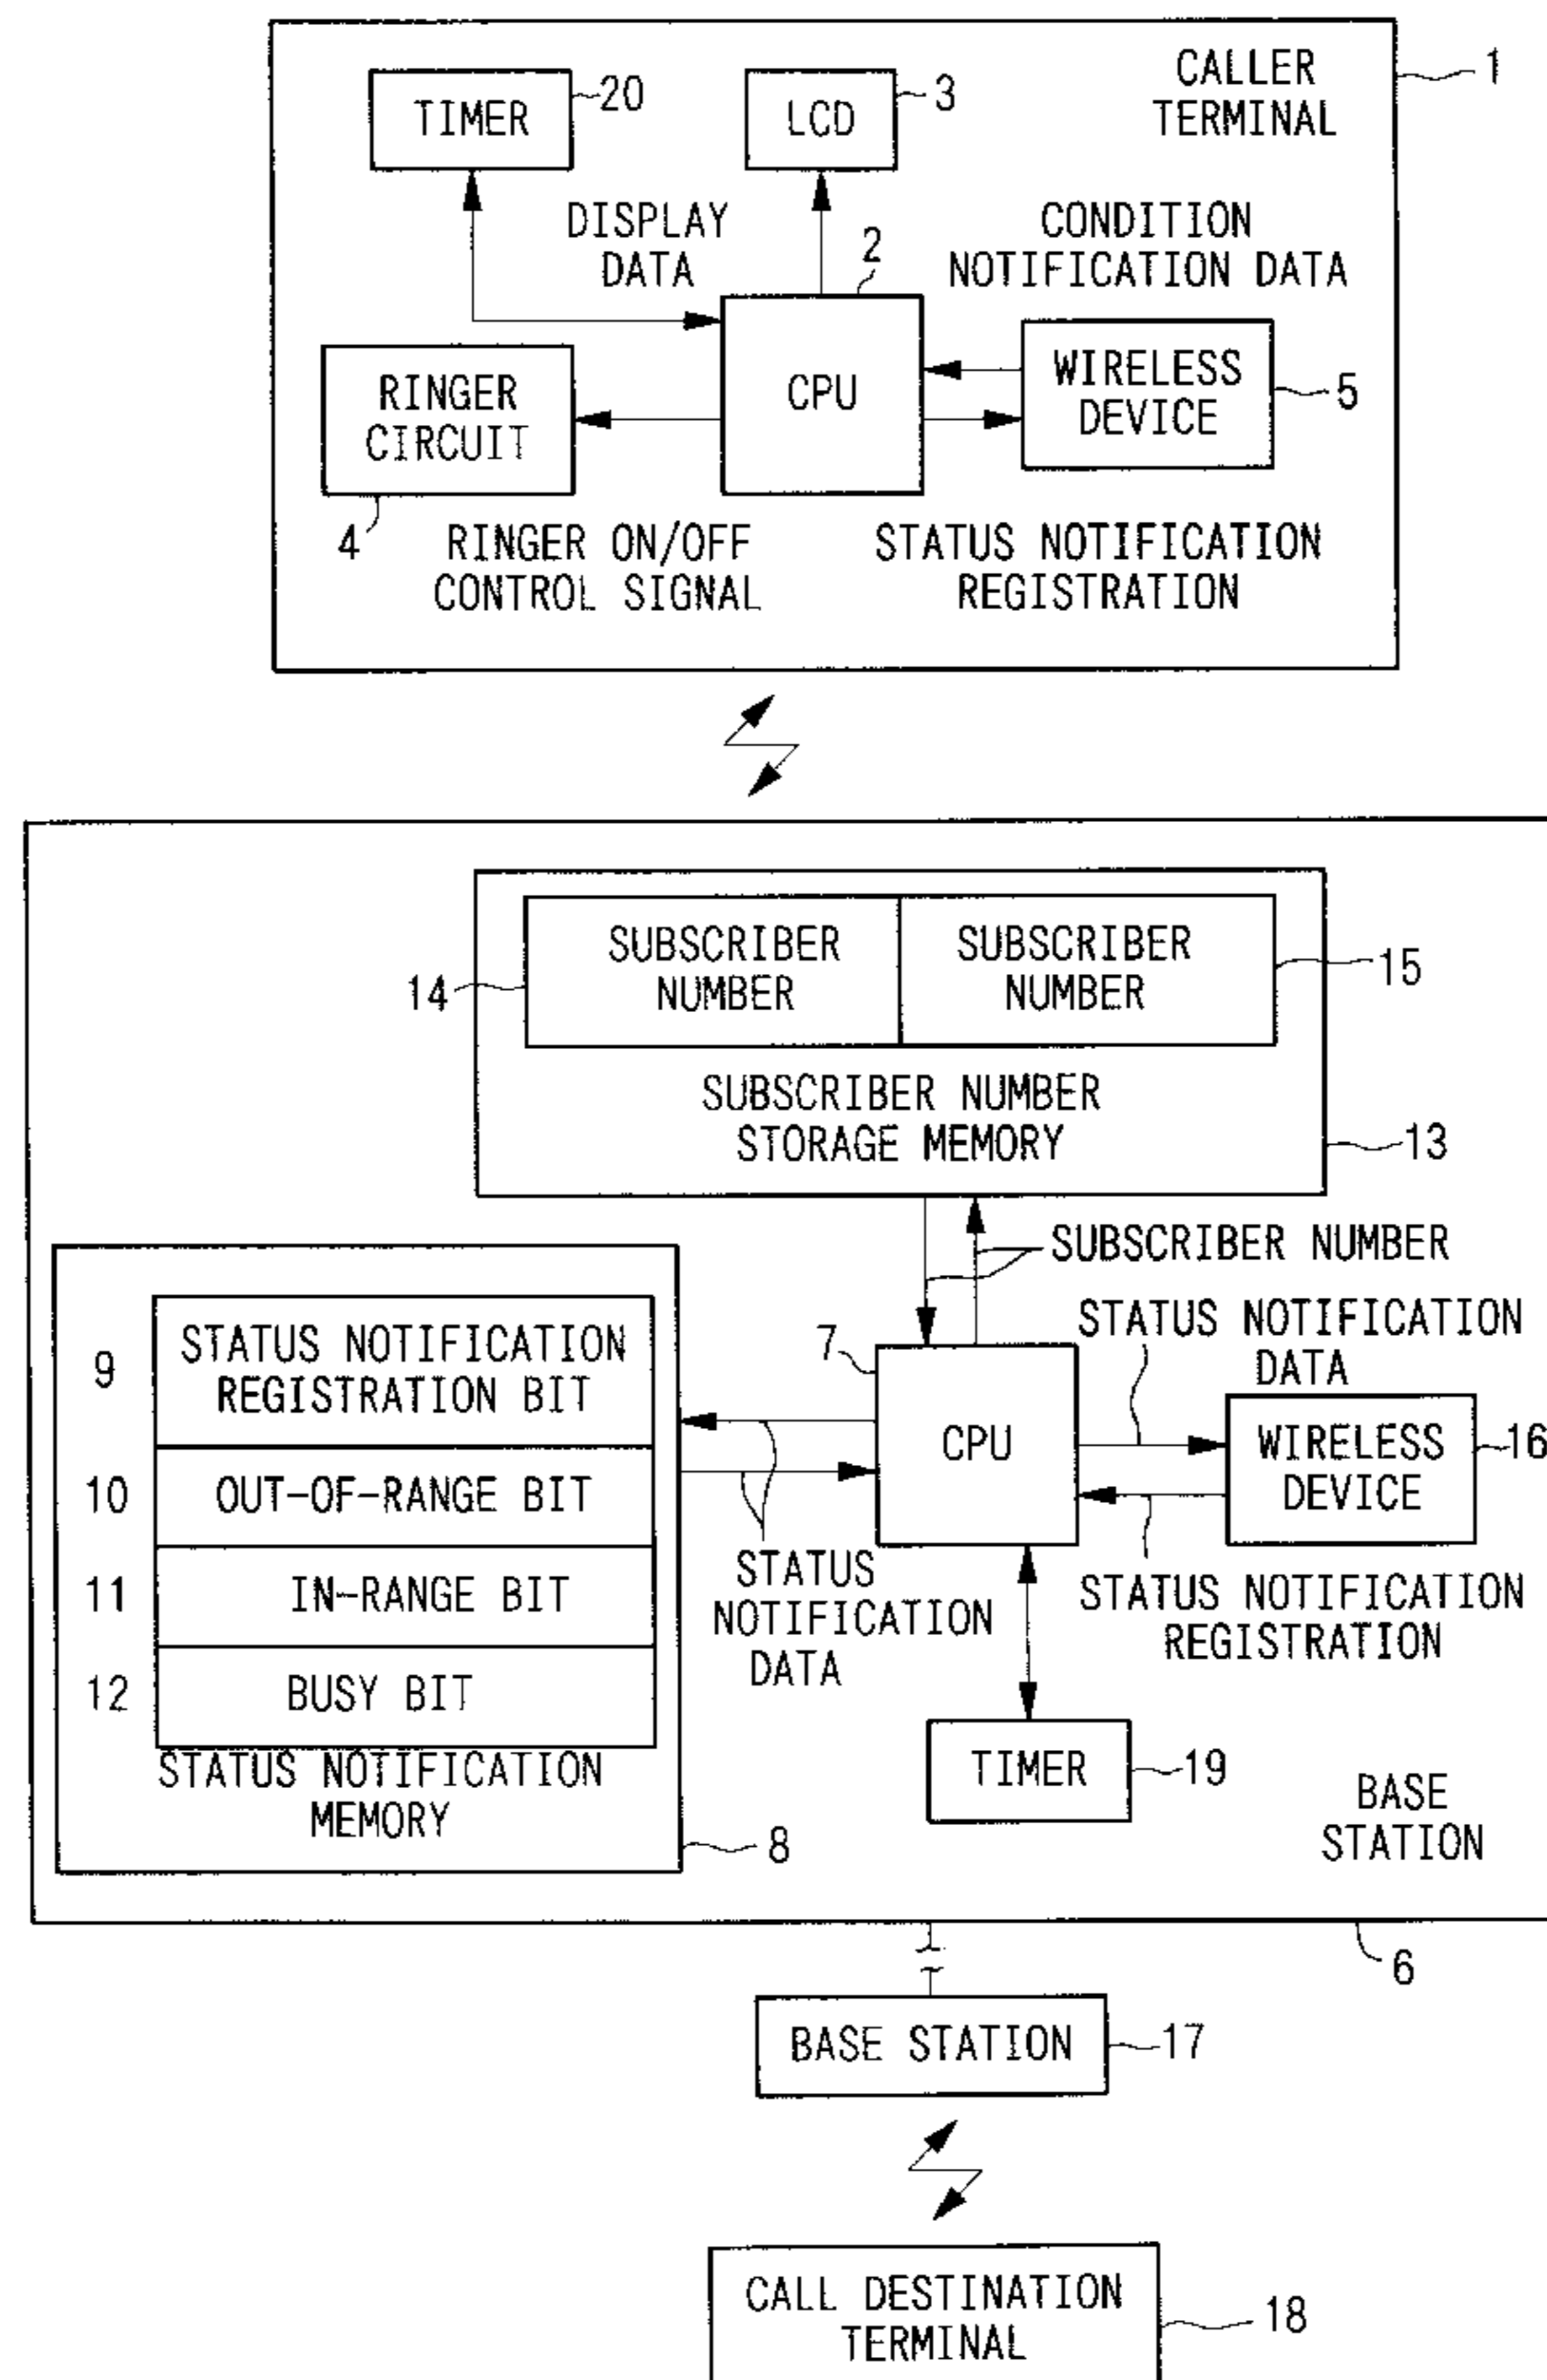 CALLER
TERMINAL
1
TIMER
20
LCD
3
DISPLAY
DATA
2
CONDITION
NOTIFICATION DATA
CPU
RINGER
CIRCUIT
4
WIRELESS
DEVICE
5
RINGER ON/OFF
CONTROL SIGNAL
STATUS NOTIFICATION
REGISTRATION
14
SUBSCRIBER
NUMBER
SUBSCRIBER
NUMBER
15
SUBSCRIBER NUMBER
STORAGE MEMORY
13
SUBSCRIBER NUMBER
9
STATUS NOTIFICATION
REGISTRATION BIT
10
OUT-OF-RANGE BIT
11
IN-RANGE BIT
12
BUSY BIT
STATUS NOTIFICATION
MEMORY
8
7
CPU
STATUS NOTIFICATION
DATA
WIRELESS
DEVICE
16
STATUS
NOTIFICATION
DATA
STATUS NOTIFICATION
REGISTRATION
TIMER
19
BASE
STATION
6
BASE STATION
17
CALL DESTINATION
TERMINAL
18